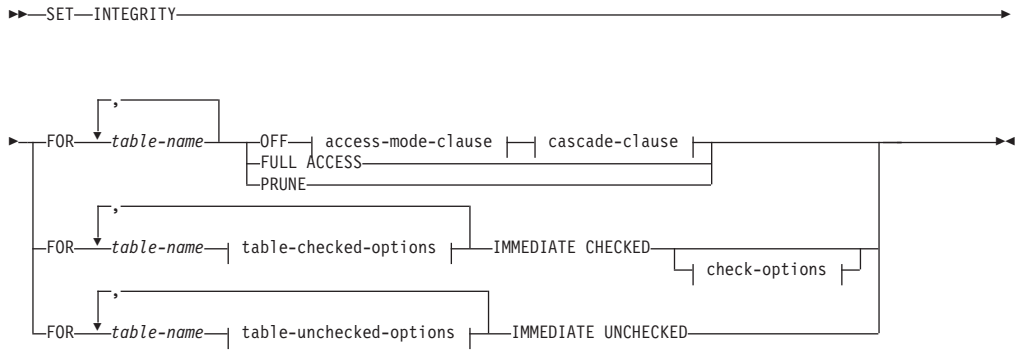 SET INTEGRITY
,
FOR table-name OFF access-mode-clause cascade-clause
FULL ACCESS
PRUNE
,
FOR table-name table-checked-options IMMEDIATE CHECKED
check-options
,
FOR table-name table-unchecked-options IMMEDIATE UNCHECKED